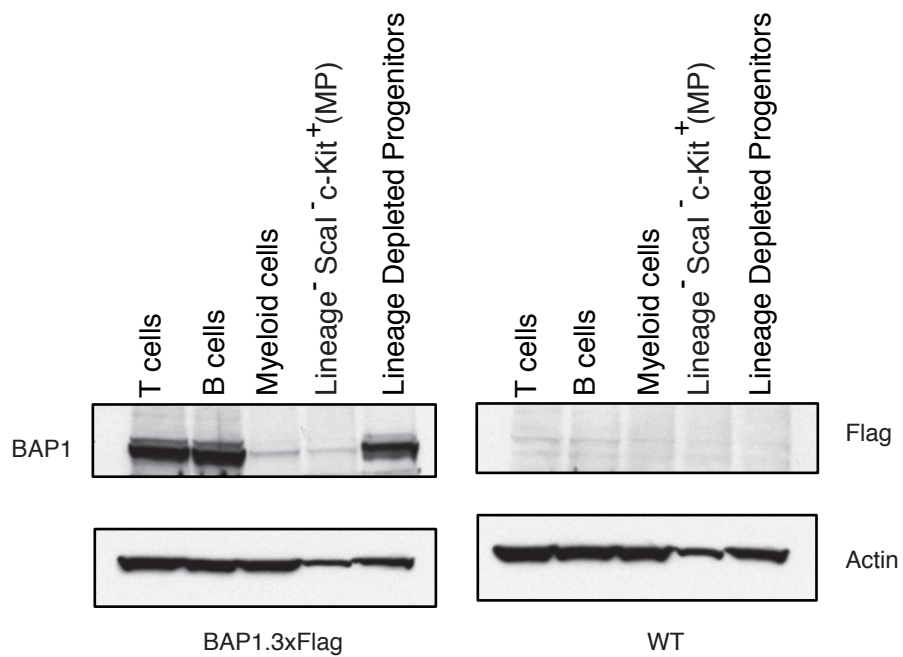 T cells
B cells
Myeloid cells
Lineage⁻ScaI⁻c-Kit⁺(MP)
Lineage Depleted Progenitors
T cells
B cells
Myeloid cells
Lineage⁻ScaI⁻c-Kit⁺(MP)
Lineage Depleted Progenitors
BAP1
Flag
Actin
BAP1.3xFlag
WT